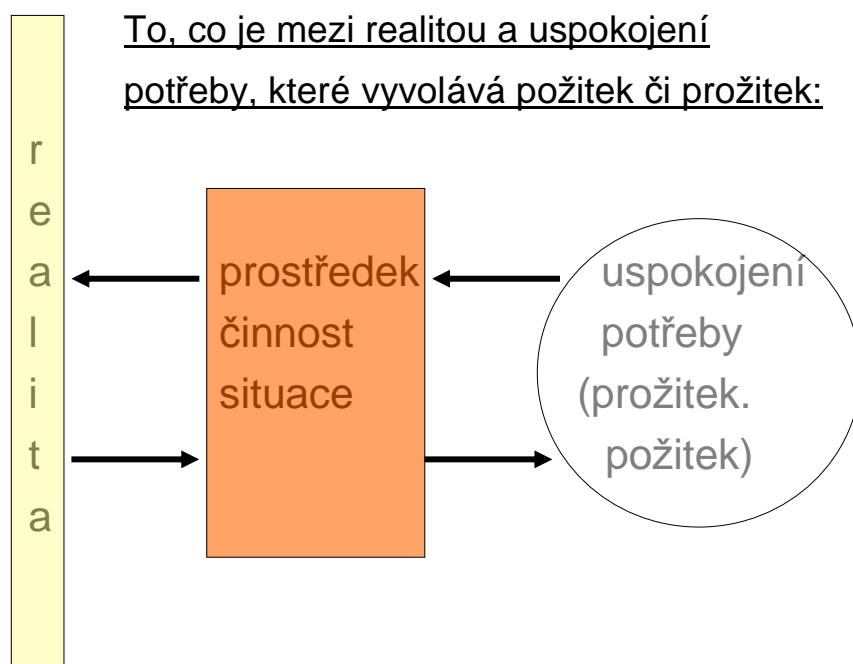 To, co je mezi realitou a uspokojení
potřeby, které vyvolává požitek či prožitek:
realita
prostředek
činnost
situace
uspokojení
potřeby
(prožitek.
požitek)